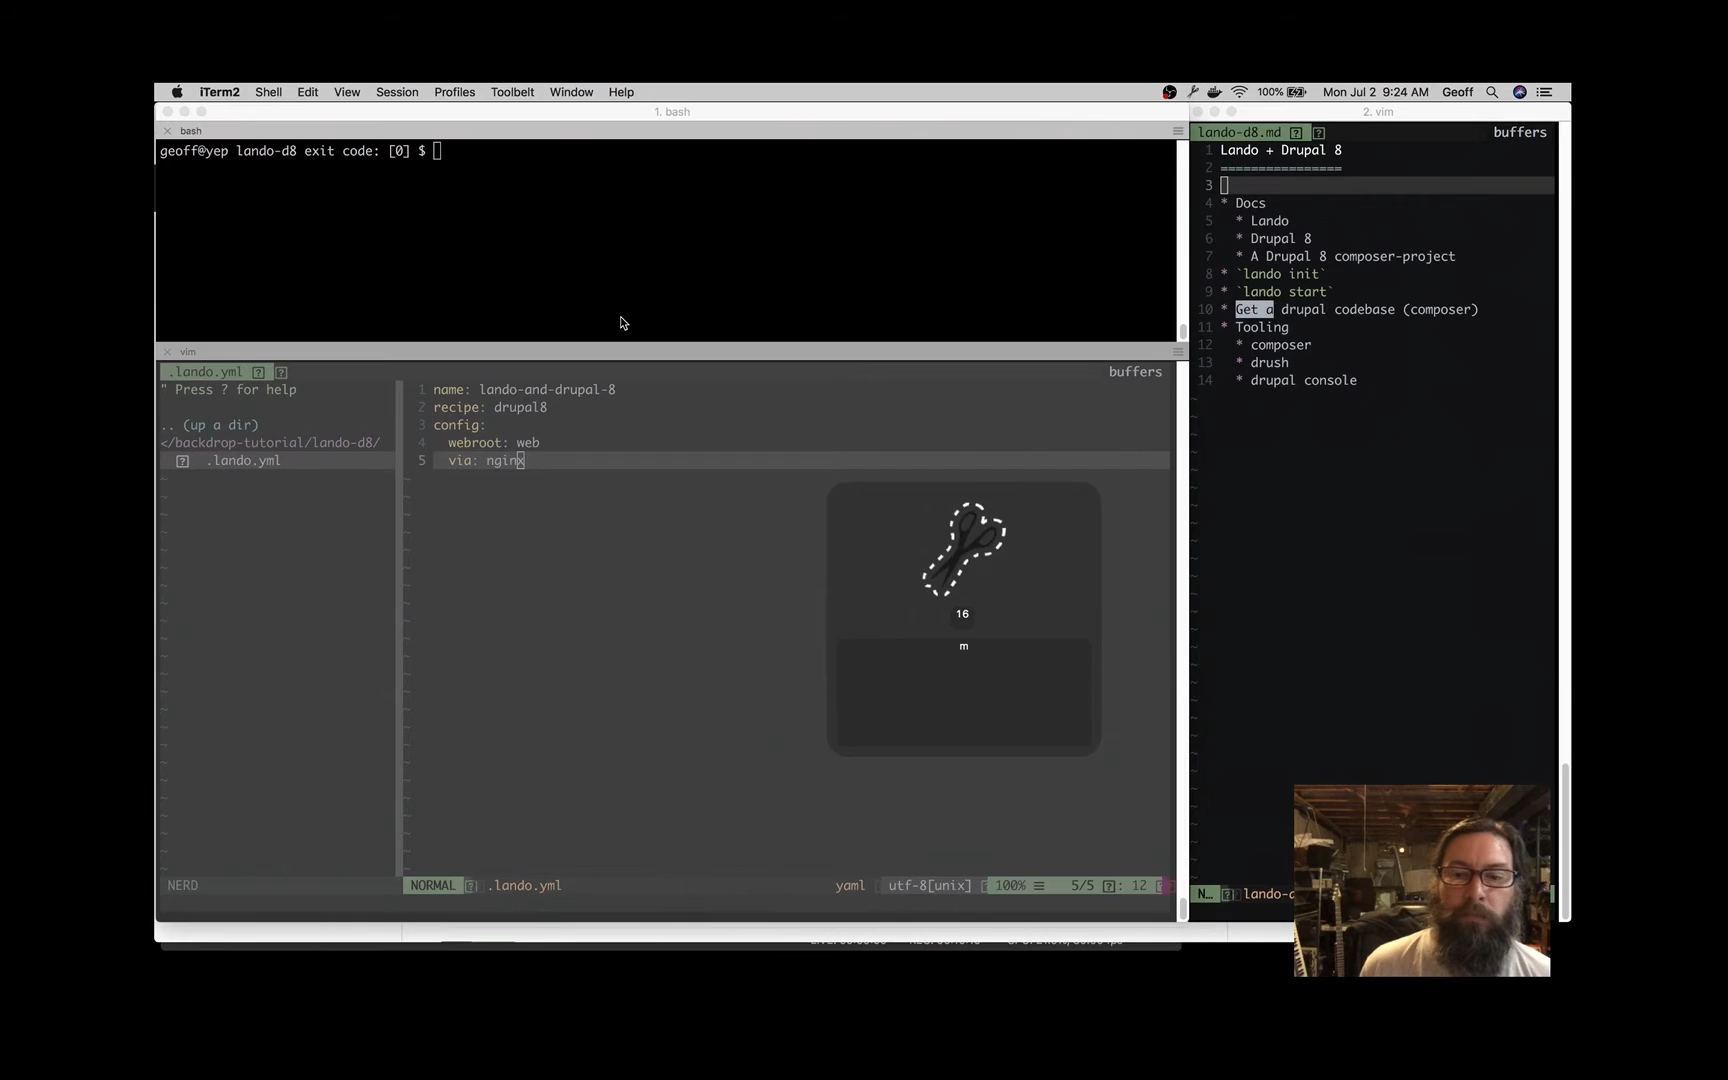 iTerm2 Shell Edit View Session Profiles Toolbelt Window Help 100% Mon Jul 2 9:24 AM Geoff
1. bash
bash
geoff@yep lando-d8 exit code: [0] $
vim
.lando.yml buffers
" Press ? for help
.. (up a dir)
</backdrop-tutorial/lando-d8/
.lando.yml
1 name: lando-and-drupal-8
2 recipe: drupal8
3 config:
4 webroot: web
5 via: nginx
16
m
NERD
NORMAL .lando.yml yaml utf-8[unix] 100% 5/5 : 12
2. vim
lando-d8.md buffers
1 Lando + Drupal 8
2 ================
3
4 * Docs
5 * Lando
6 * Drupal 8
7 * A Drupal 8 composer-project
8 * `lando init`
9 * `lando start`
10 * Get a drupal codebase (composer)
11 * Tooling
12 * composer
13 * drush
14 * drupal console
N...